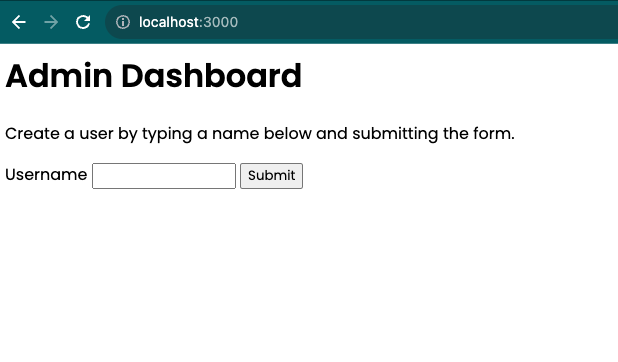 localhost:3000
Admin Dashboard
Create a user by typing a name below and submitting the form.
Username Submit